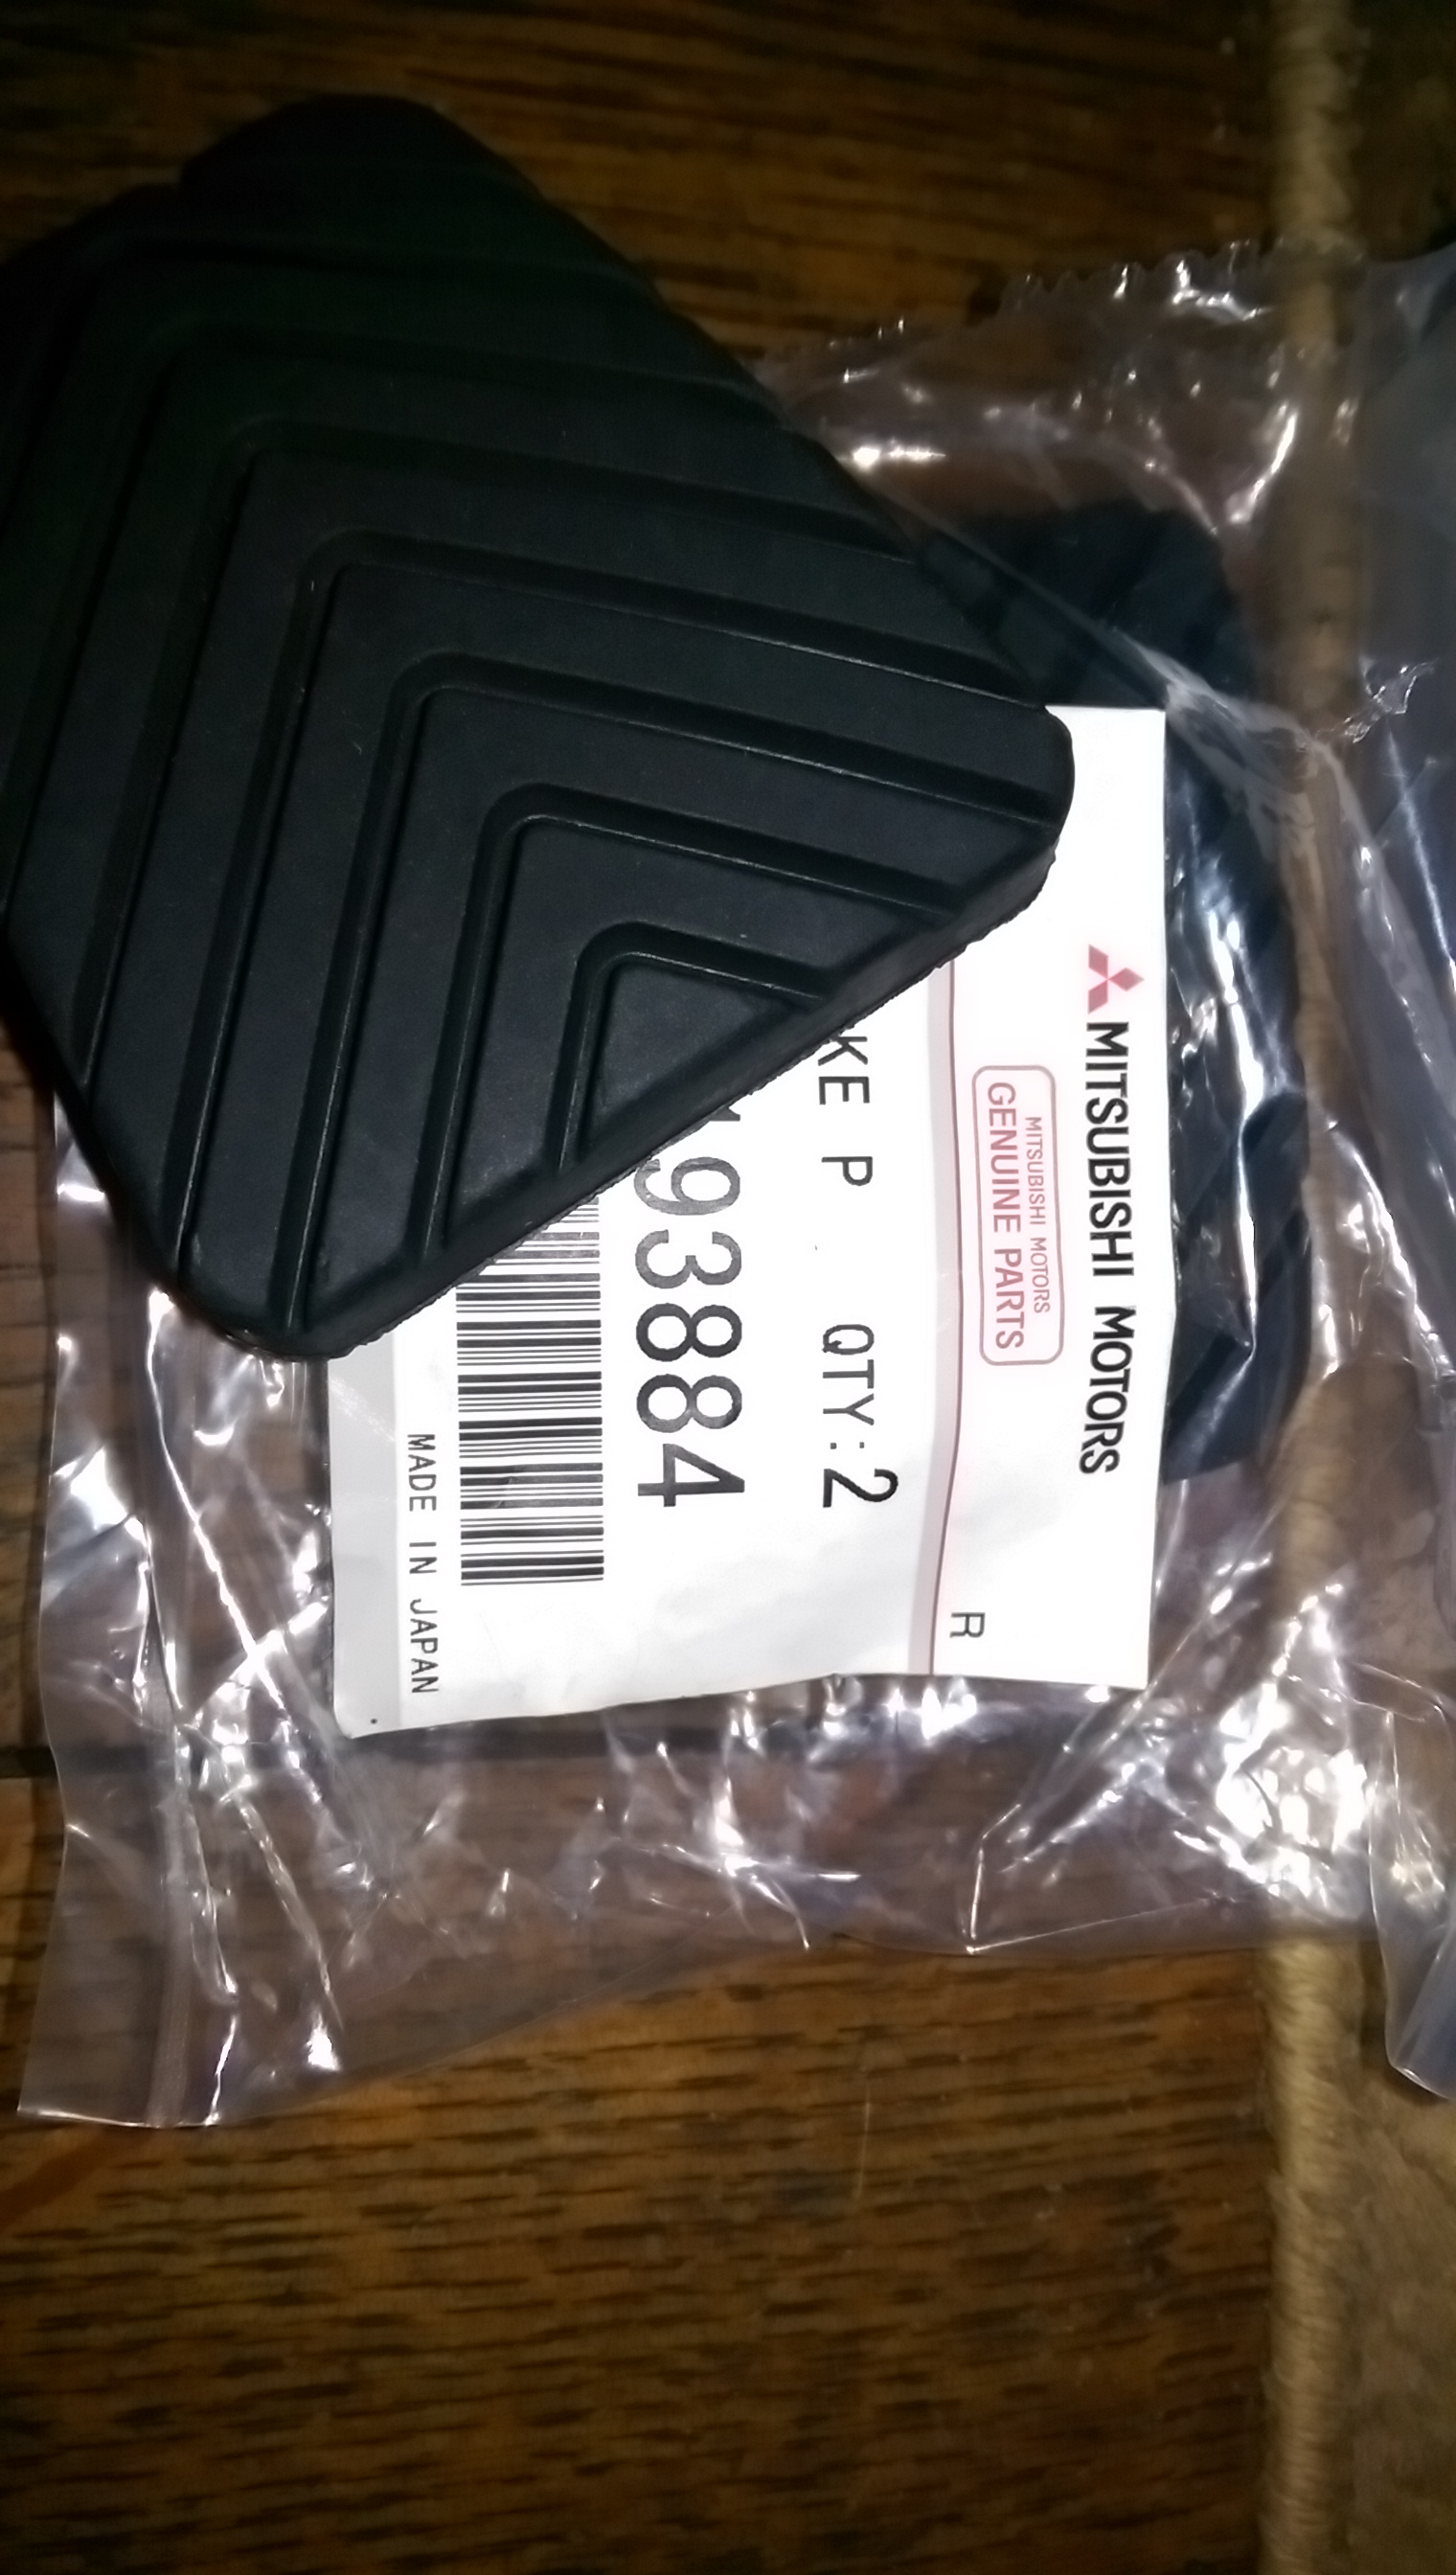 MITSUBISHI MOTORS
MITSUBISHI MOTORS
GENUINE PARTS
R
KE P QTY:2
93884
MADE IN JAPAN